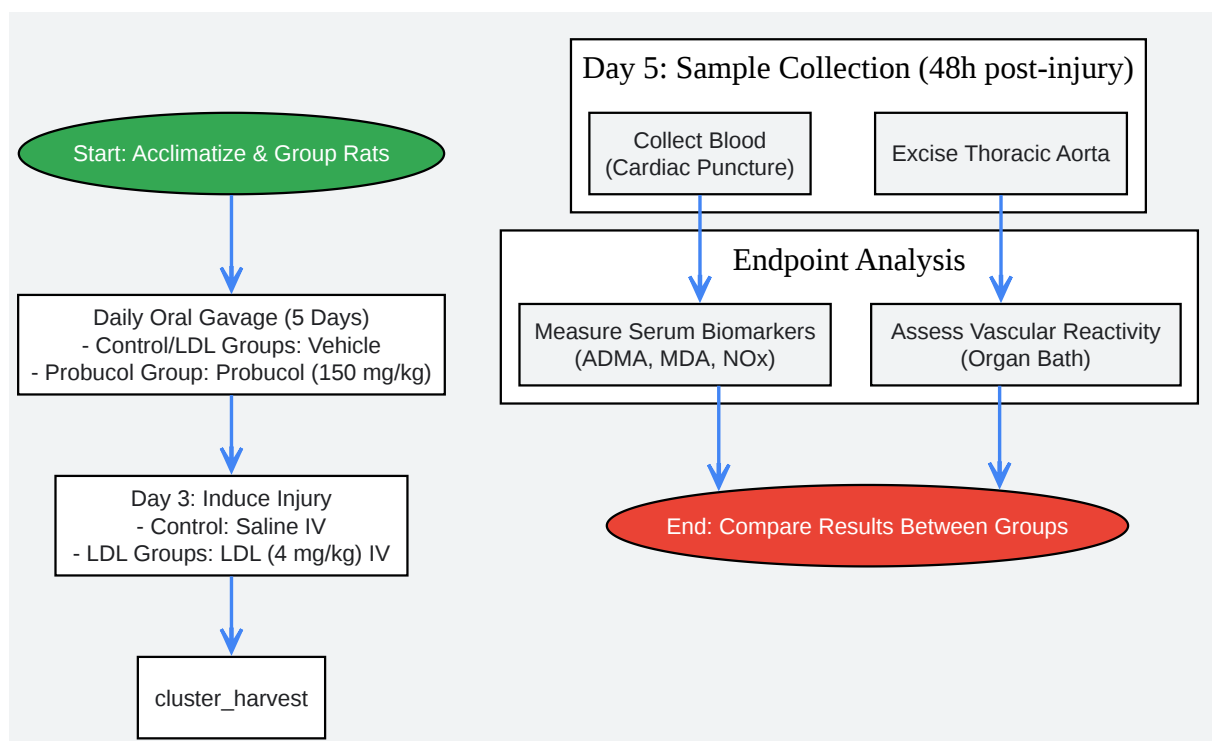 Start: Acclimatize & Group Rats
Daily Oral Gavage (5 Days)
- Control/LDL Groups: Vehicle
- Probucol Group: Probucol (150 mg/kg)
Day 3: Induce Injury
- Control: Saline IV
- LDL Groups: LDL (4 mg/kg) IV
cluster_harvest
Day 5: Sample Collection (48h post-injury)
Collect Blood
(Cardiac Puncture)
Excise Thoracic Aorta
Endpoint Analysis
Measure Serum Biomarkers
(ADMA, MDA, NOx)
Assess Vascular Reactivity
(Organ Bath)
End: Compare Results Between Groups